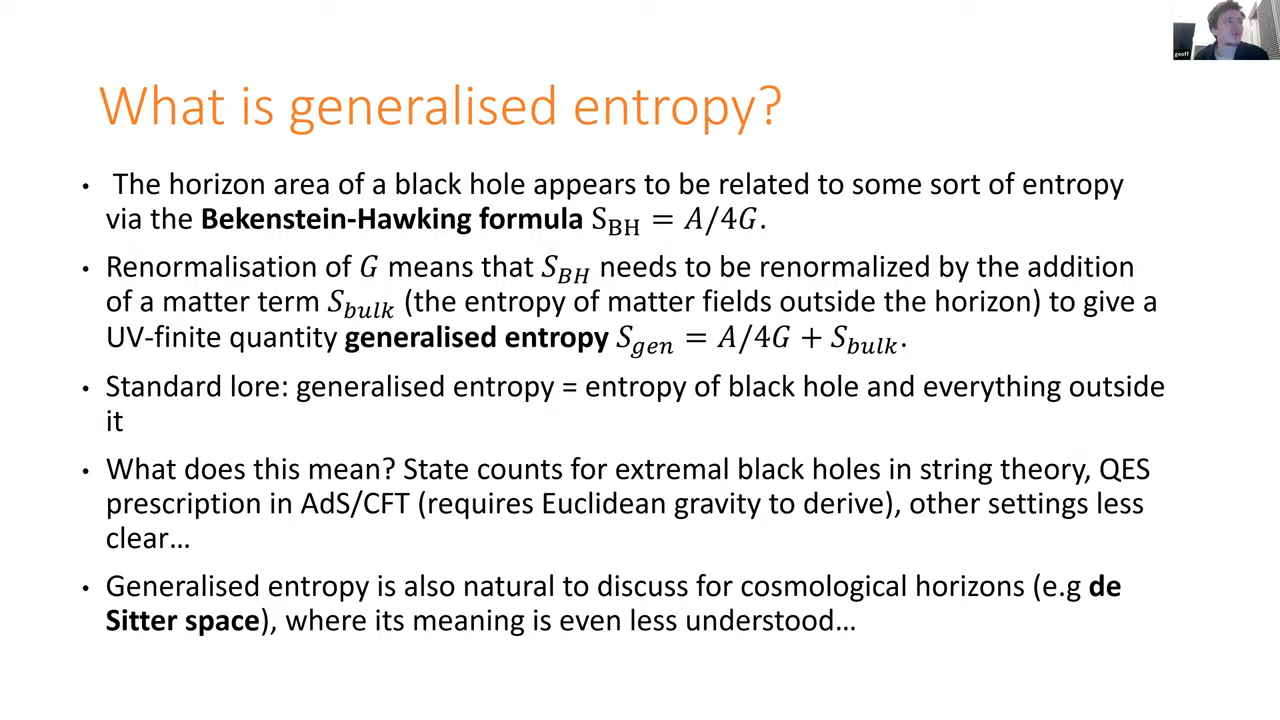 geoff
What is generalised entropy?
• The horizon area of a black hole appears to be related to some sort of entropy
via the Bekenstein-Hawking formula S_BH = A/4G.
• Renormalisation of G means that S_BH needs to be renormalized by the addition
of a matter term S_bulk (the entropy of matter fields outside the horizon) to give a
UV-finite quantity generalised entropy S_gen = A/4G + S_bulk.
• Standard lore: generalised entropy = entropy of black hole and everything outside
it
• What does this mean? State counts for extremal black holes in string theory, QES
prescription in AdS/CFT (requires Euclidean gravity to derive), other settings less
clear…
• Generalised entropy is also natural to discuss for cosmological horizons (e.g de
Sitter space), where its meaning is even less understood…